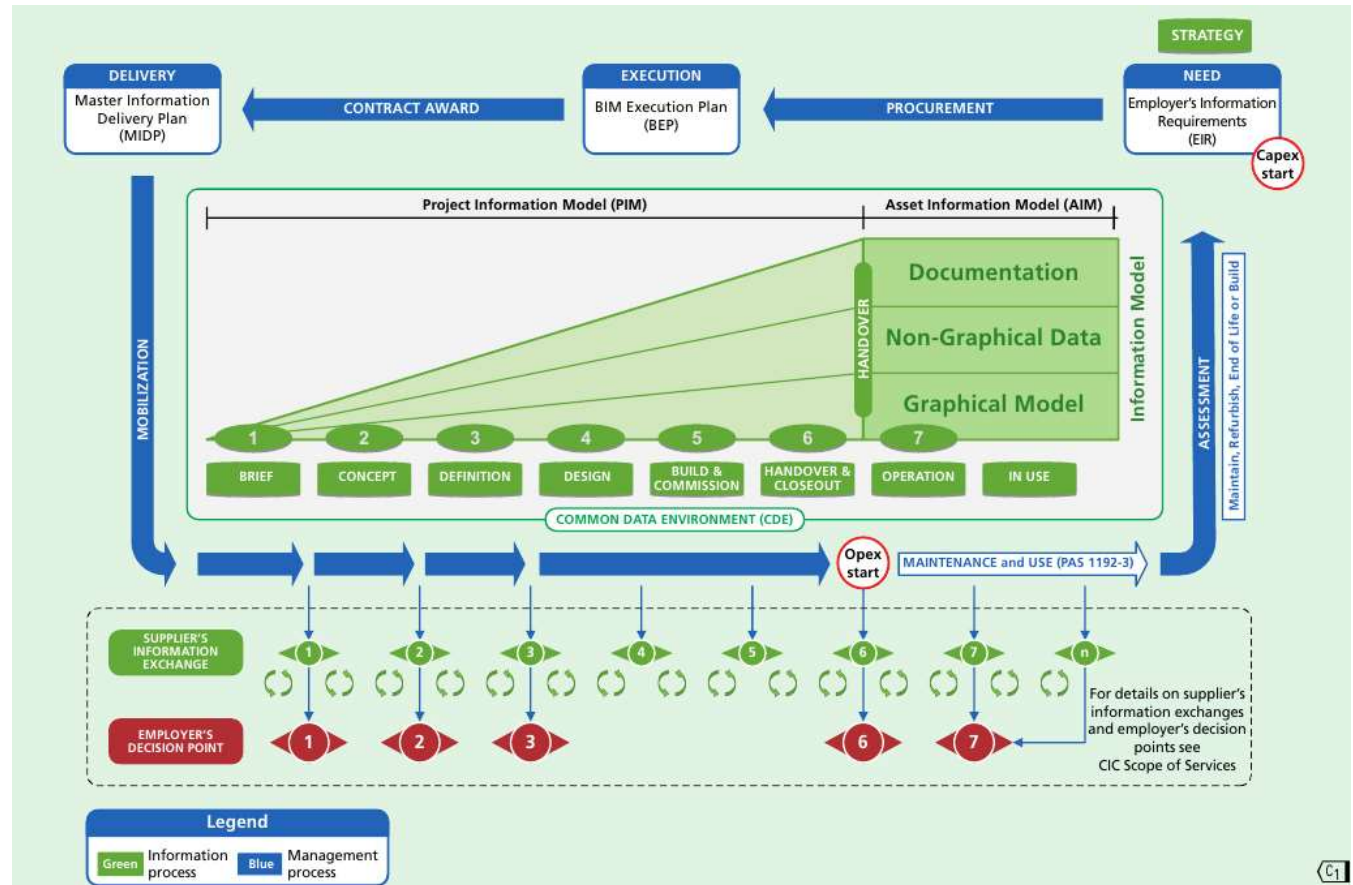 STRATEGY
DELIVERY
Master Information
Delivery Plan
(MIDP)
CONTRACT AWARD
EXECUTION
BIM Execution Plan
(BEP)
PROCUREMENT
NEED
Employer's Information
Requirements
(EIR)
Capex
start
Project Information Model (PIM)
Asset Information Model (AIM)
MOBILIZATION
Documentation
Non-Graphical Data
Graphical Model
HANDOVER
Information Model
ASSESSMENT
Maintain, Refurbish, End of Life or Build
1
2
3
4
5
6
7
BRIEF
CONCEPT
DEFINITION
DESIGN
BUILD &
COMMISSION
HANDOVER &
CLOSEOUT
OPERATION
IN USE
COMMON DATA ENVIRONMENT (CDE)
Opex
start
MAINTENANCE and USE (PAS 1192-3)
SUPPLIER'S
INFORMATION
EXCHANGE
1
2
3
4
5
6
7
n
For details on supplier's
information exchanges
and employer's decision
points see
CIC Scope of Services
EMPLOYER'S
DECISION POINT
1
2
3
6
7
Legend
Green
Information
process
Blue
Management
process
C1